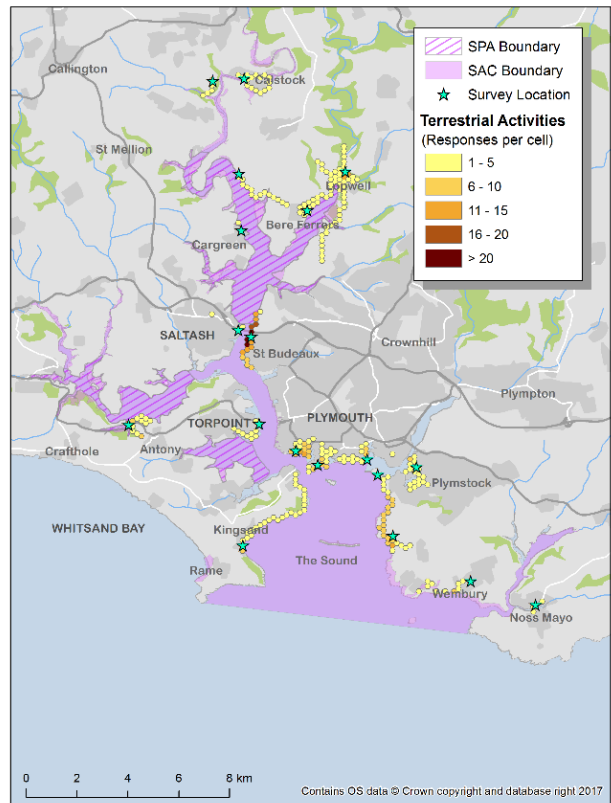 SPA Boundary
SAC Boundary
Survey Location
Terrestrial Activities
(Responses per cell)
1 - 5
6 - 10
11 - 15
16 - 20
> 20
Callington
Calstock
St Mellion
Lopwell
Bere Ferrers
Cargreen
SALTASH
St Budeaux
Crownhill
Plympton
TORPOINT
PLYMOUTH
Crafthole
Antony
Plymstock
WHITSAND BAY
Kingsand
The Sound
Rame
Wembury
Noss Mayo
0 2 4 8 km
Contains OS data © Crown copyright and database right 2017